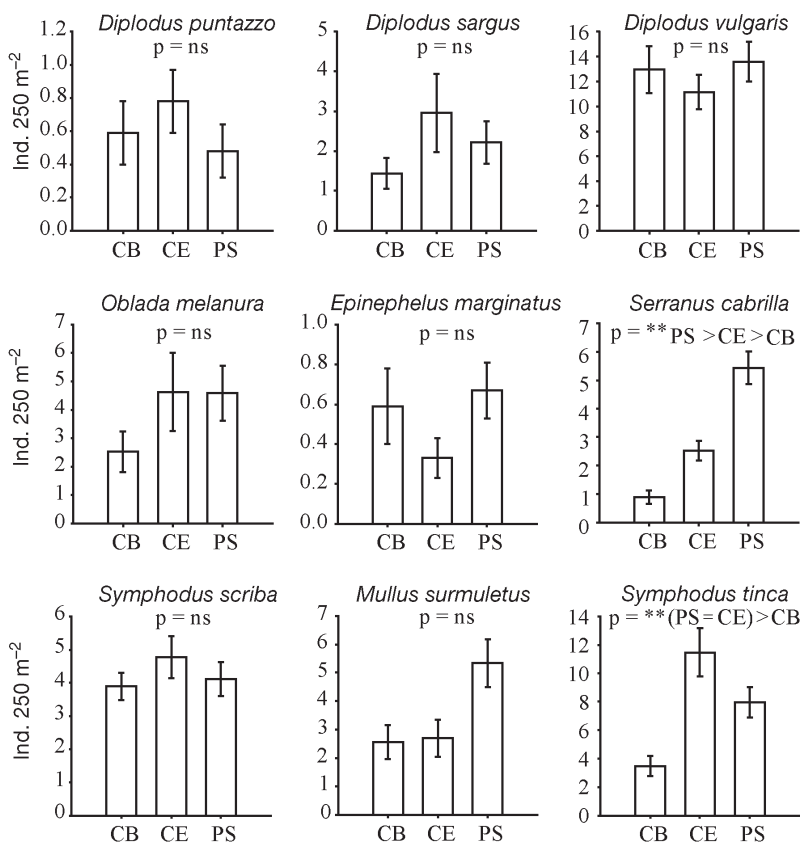 Diplodus puntazzo
p = ns
Ind. 250 m⁻²
1.2
1.0
0.8
0.6
0.4
0.2
0.0
CB CE PS
Diplodus sargus
p = ns
5
4
3
2
1
0
CB CE PS
Diplodus vulgaris
p = ns
16
14
12
10
8
6
4
2
0
CB CE PS
Oblada melanura
p = ns
Ind. 250 m⁻²
7
6
5
4
3
2
1
0
CB CE PS
Epinephelus marginatus
p = ns
1.0
0.8
0.6
0.4
0.2
0.0
CB CE PS
Serranus cabrilla
p = ** PS >CE > CB
7
6
5
4
3
2
1
0
CB CE PS
Symphodus scriba
p = ns
Ind. 250 m⁻²
6
5
4
3
2
1
0
CB CE PS
Mullus surmuletus
p = ns
7
6
5
4
3
2
1
0
CB CE PS
Symphodus tinca
p = ** (PS = CE) > CB
14
12
10
8
6
4
2
0
CB CE PS